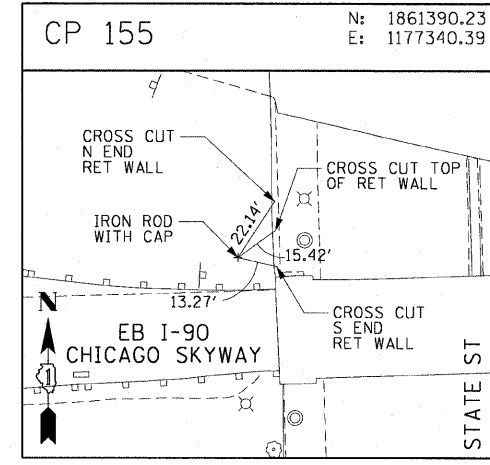 CP 155
N: 1861390.23
E: 1177340.39
CROSS CUT
N END
RET WALL
CROSS CUT TOP
OF RET WALL
IRON ROD
WITH CAP
22.14'
15.42'
13.27'
CROSS CUT
S END
RET WALL
N
1
EB I-90
CHICAGO SKYWAY
STATE ST